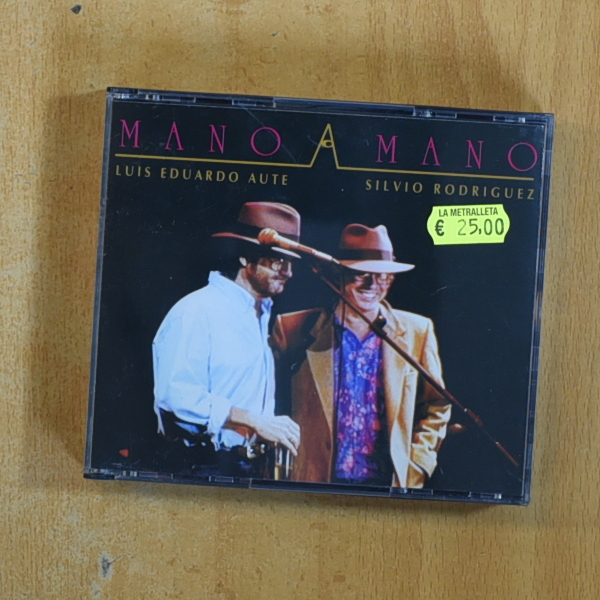 MANO A MANO
LUIS EDUARDO AUTE
SILVIO RODRIGUEZ
LA METRALLETA
€ 25,00